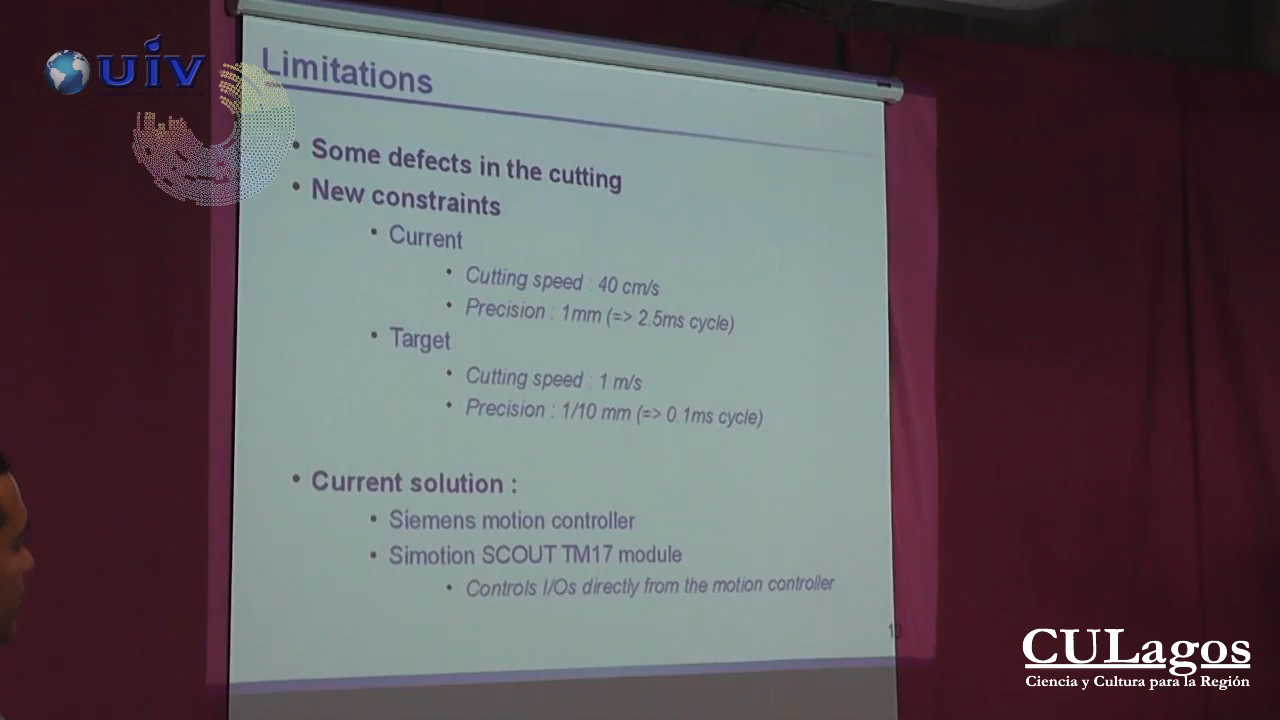 UIV
Limitations
• Some defects in the cutting
• New constraints
• Current
• Cutting speed : 40 cm/s
• Precision : 1mm (=> 2.5ms cycle)
• Target
• Cutting speed : 1 m/s
• Precision : 1/10 mm (=> 0.1ms cycle)
• Current solution :
• Siemens motion controller
• Simotion SCOUT TM17 module
• Controls I/Os directly from the motion controller
CULagos
Ciencia y Cultura para la Región